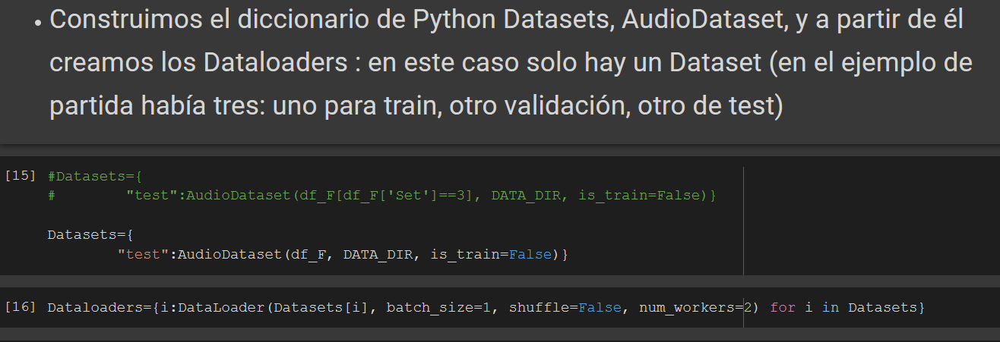 • Construimos el diccionario de Python Datasets, AudioDataset, y a partir de él
creamos los Dataloaders : en este caso solo hay un Dataset (en el ejemplo de
partida había tres: uno para train, otro validación, otro de test)
[15] #Datasets={
#        "test":AudioDataset(df_F[df_F['Set']==3], DATA_DIR, is_train=False)}
Datasets={
        "test":AudioDataset(df_F, DATA_DIR, is_train=False)}
[16] Dataloaders={i:DataLoader(Datasets[i], batch_size=1, shuffle=False, num_workers=2) for i in Datasets}